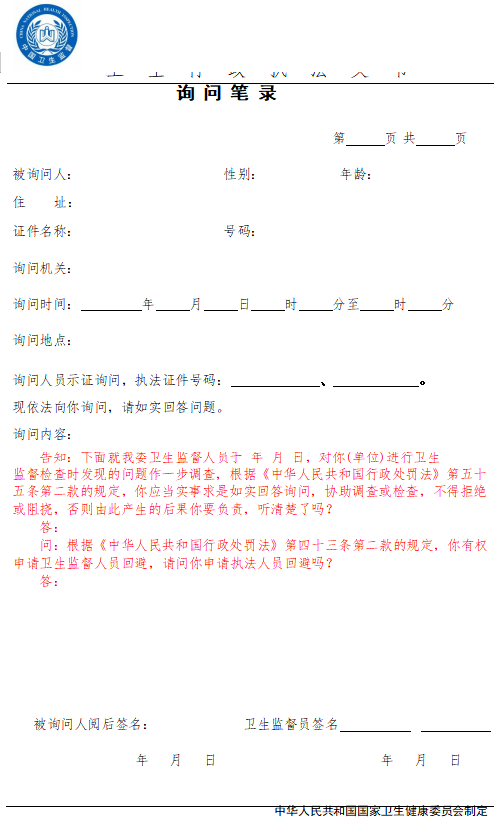 CHINA NATIONAL HEALTH INSPECTION
中国卫生监督
卫生行政执法文书
询问笔录
第 页 共 页
被询问人： 性别： 年龄：
住 址：
证件名称： 号码：
询问机关：
询问时间： 年 月 日 时 分至 时 分
询问地点：
询问人员示证询问，执法证件号码： 、 。
现依法向你询问，请如实回答问题。
询问内容：
告知：下面就我委卫生监督人员于 年 月 日，对你(单位)进行卫生
监督检查时发现的问题作一步调查，根据《中华人民共和国行政处罚法》第五十
五条第二款的规定，你应当实事求是如实回答询问，协助调查或检查，不得拒绝
或阻挠，否则由此产生的后果你要负责，听清楚了吗？
答：
问：根据《中华人民共和国行政处罚法》第四十三条第二款的规定，你有权
申请卫生监督人员回避，请问你申请执法人员回避吗？
答：
被询问人阅后签名： 卫生监督员签名
年 月 日 年 月 日
中华人民共和国国家卫生健康委员会制定